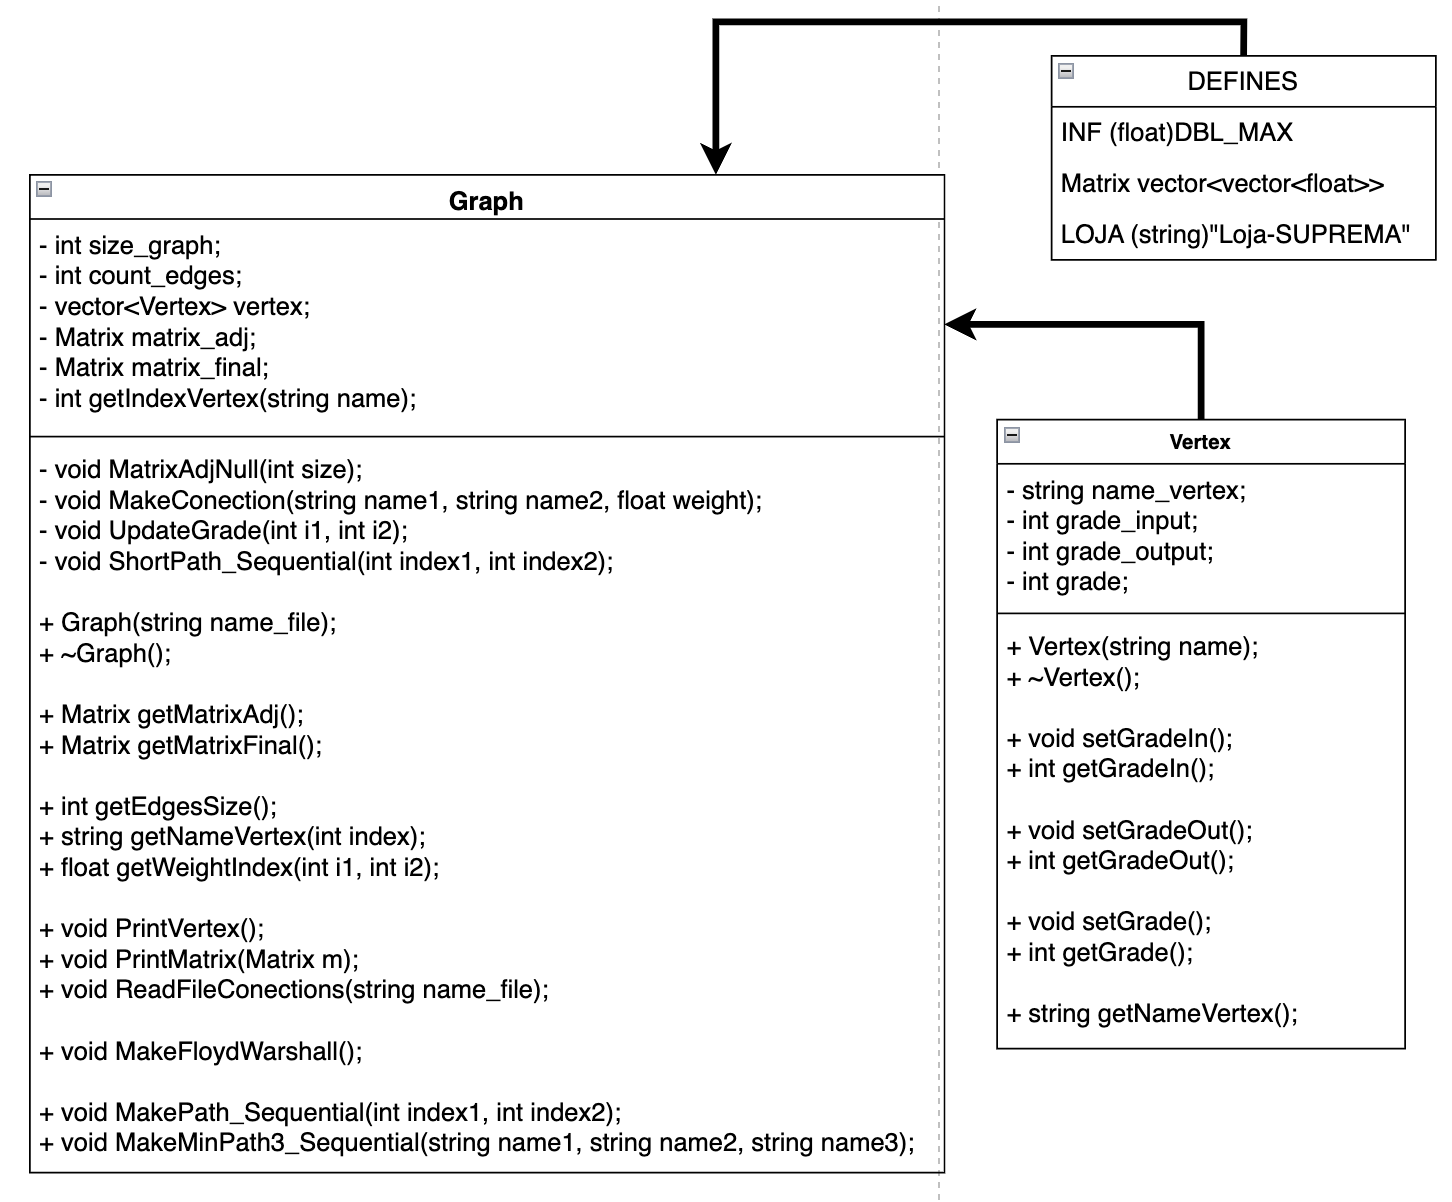 DEFINES
INF (float)DBL_MAX
Matrix vector<vector<float>>
LOJA (string)"Loja-SUPREMA"
Graph
- int size_graph;
- int count_edges;
- vector<Vertex> vertex;
- Matrix matrix_adj;
- Matrix matrix_final;
- int getIndexVertex(string name);
- void MatrixAdjNull(int size);
- void MakeConection(string name1, string name2, float weight);
- void UpdateGrade(int i1, int i2);
- void ShortPath_Sequential(int index1, int index2);
+ Graph(string name_file);
+ ~Graph();
+ Matrix getMatrixAdj();
+ Matrix getMatrixFinal();
+ int getEdgesSize();
+ string getNameVertex(int index);
+ float getWeightIndex(int i1, int i2);
+ void PrintVertex();
+ void PrintMatrix(Matrix m);
+ void ReadFileConections(string name_file);
+ void MakeFloydWarshall();
+ void MakePath_Sequential(int index1, int index2);
+ void MakeMinPath3_Sequential(string name1, string name2, string name3);
Vertex
- string name_vertex;
- int grade_input;
- int grade_output;
- int grade;
+ Vertex(string name);
+ ~Vertex();
+ void setGradeIn();
+ int getGradeIn();
+ void setGradeOut();
+ int getGradeOut();
+ void setGrade();
+ int getGrade();
+ string getNameVertex();